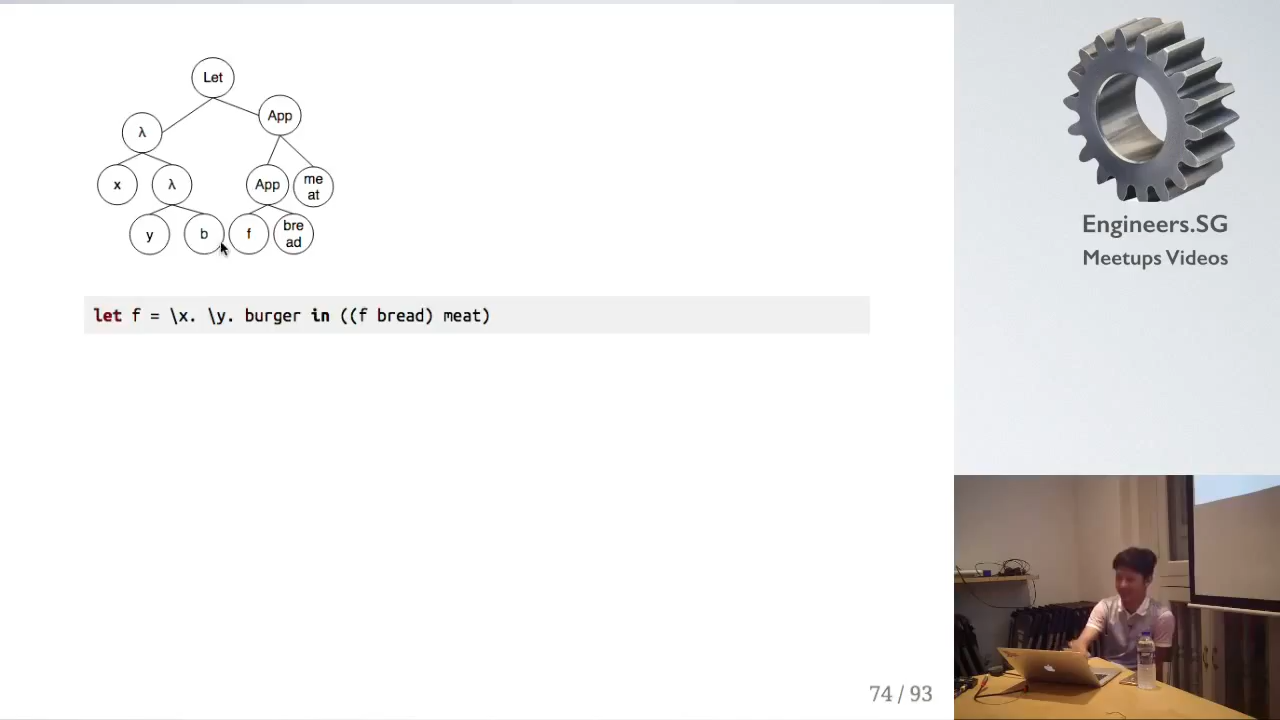 Let
App
λ
x
λ
App
me
at
y
b
f
bre
ad
let f = \x. \y. burger in ((f bread) meat)
74 / 93
Engineers.SG
Meetups Videos